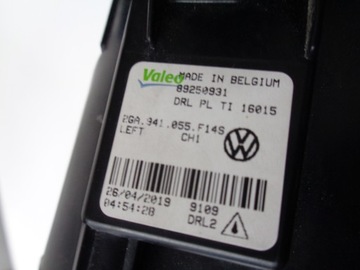 Valeo MADE IN BELGIUM
89250931
DRL PL TI 16015
2GA.941.055.F14S
LEFT CH1
26/04/2019 9109
04:54:28 DRL2